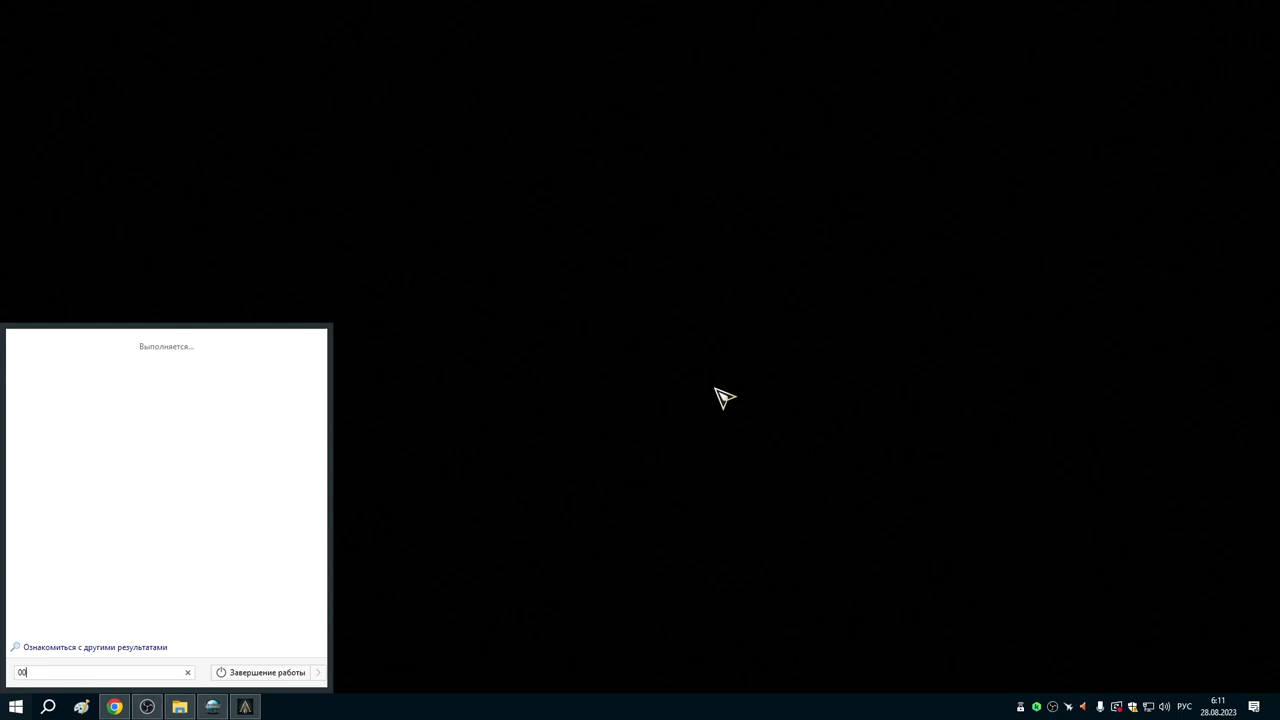 Выполняется...
Ознакомиться с другими результатами
00
Завершение работы
РУС
6:11
28.08.2023